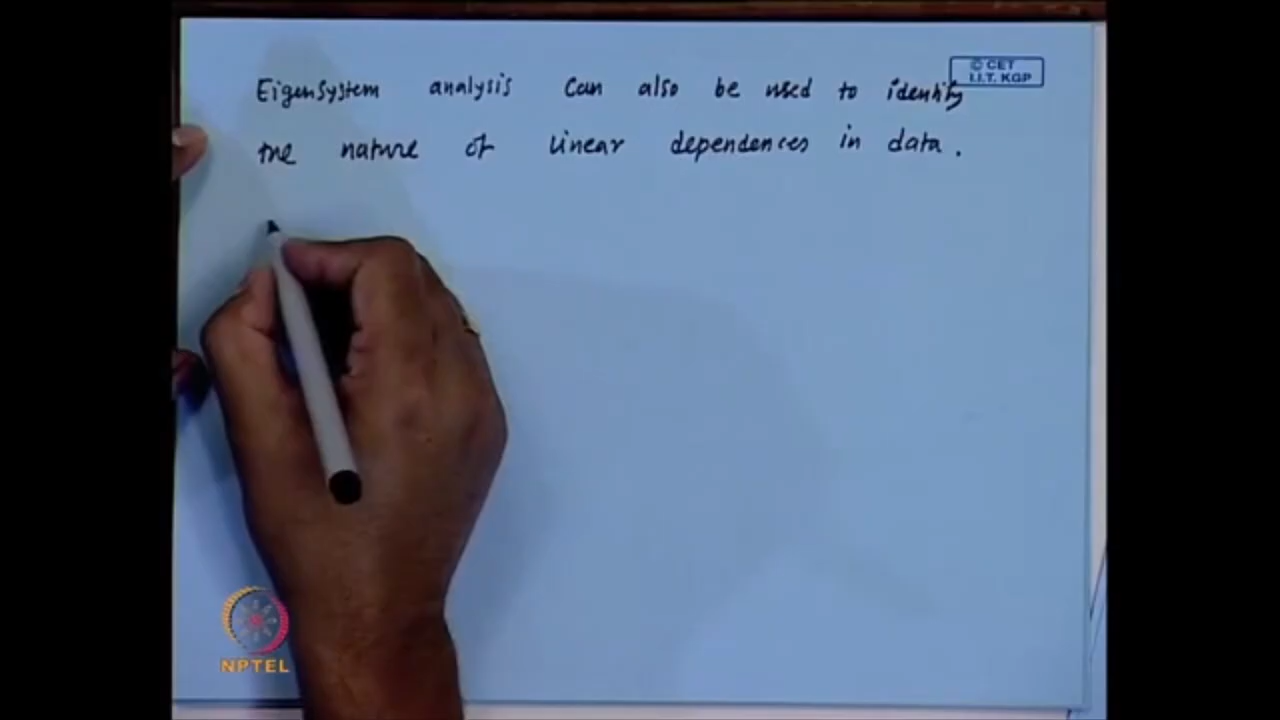 © CET
I.I.T. KGP
Eigensystem analysis can also be used to identify
the nature of linear dependences in data.
NPTEL